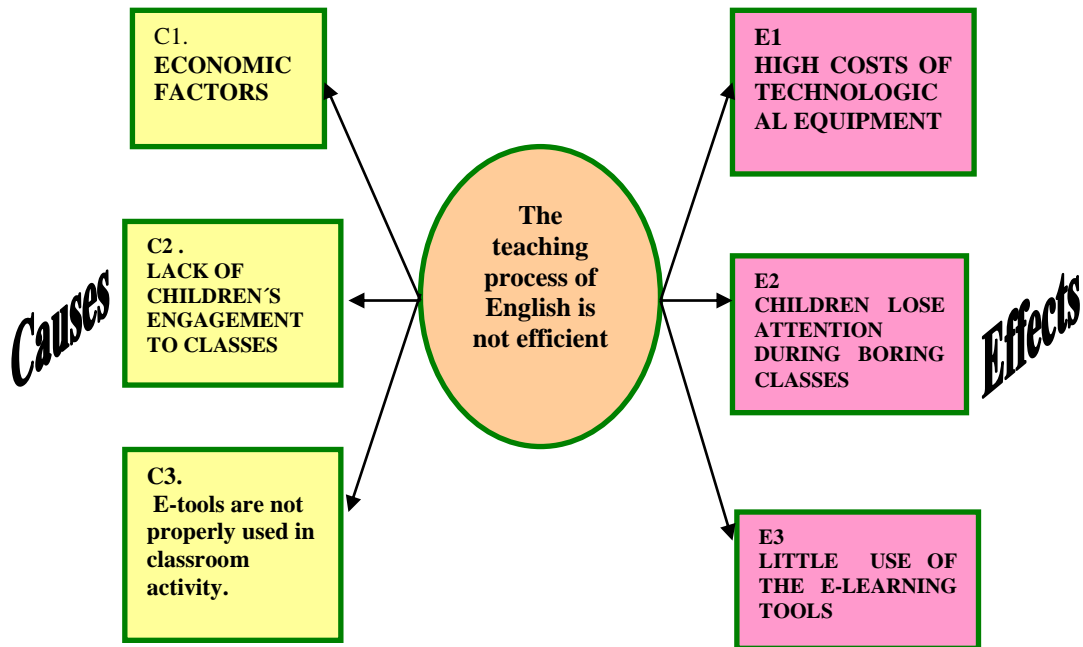 C1.
ECONOMIC
FACTORS
C2 .
LACK OF
CHILDREN´S
ENGAGEMENT
TO CLASSES
C3.
E-tools are not
properly used in
classroom
activity.
Causes
The
teaching
process of
English is
not efficient
E1
HIGH COSTS OF
TECHNOLOGIC
AL EQUIPMENT
E2
CHILDREN LOSE
ATTENTION
DURING BORING
CLASSES
E3
LITTLE USE OF
THE E-LEARNING
TOOLS
Effects